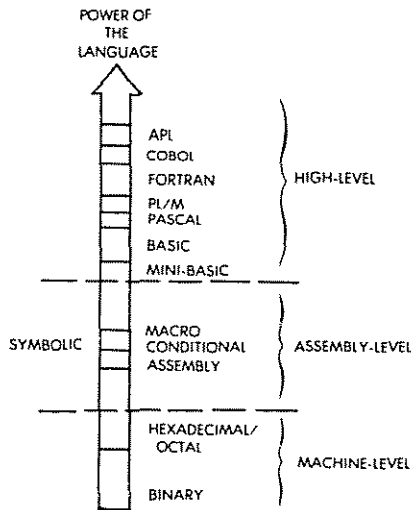 POWER OF
THE
LANGUAGE
APL
COBOL
FORTRAN
HIGH-LEVEL
PL/M
PASCAL
BASIC
MINI-BASIC
SYMBOLIC
MACRO
CONDITIONAL
ASSEMBLY
ASSEMBLY-LEVEL
HEXADECIMAL/
OCTAL
MACHINE-LEVEL
BINARY